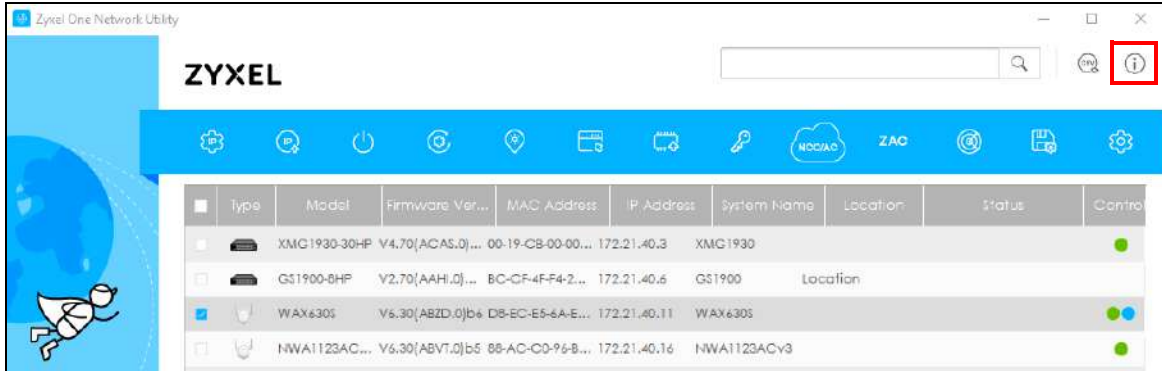 Zyxel One Network Utility
ZYXEL
IP IP NCC/AC ZAC
Type Model Firmware Ver... MAC Address IP Address System Name Location Status Control
XMG1930-30HP V4.70(ACAS.0)... 00-19-CB-00-00... 172.21.40.3 XMG1930
GS1900-8HP V2.70(AAHI.0)... BC-CF-4F-F4-2... 172.21.40.6 GS1900 Location
WAX630S V6.30(ABZD.0)b6 D8-EC-E5-6A-E... 172.21.40.11 WAX630S
NWA1123AC... V6.30(ABVT.0)b5 88-AC-C0-96-B... 172.21.40.16 NWA1123ACv3